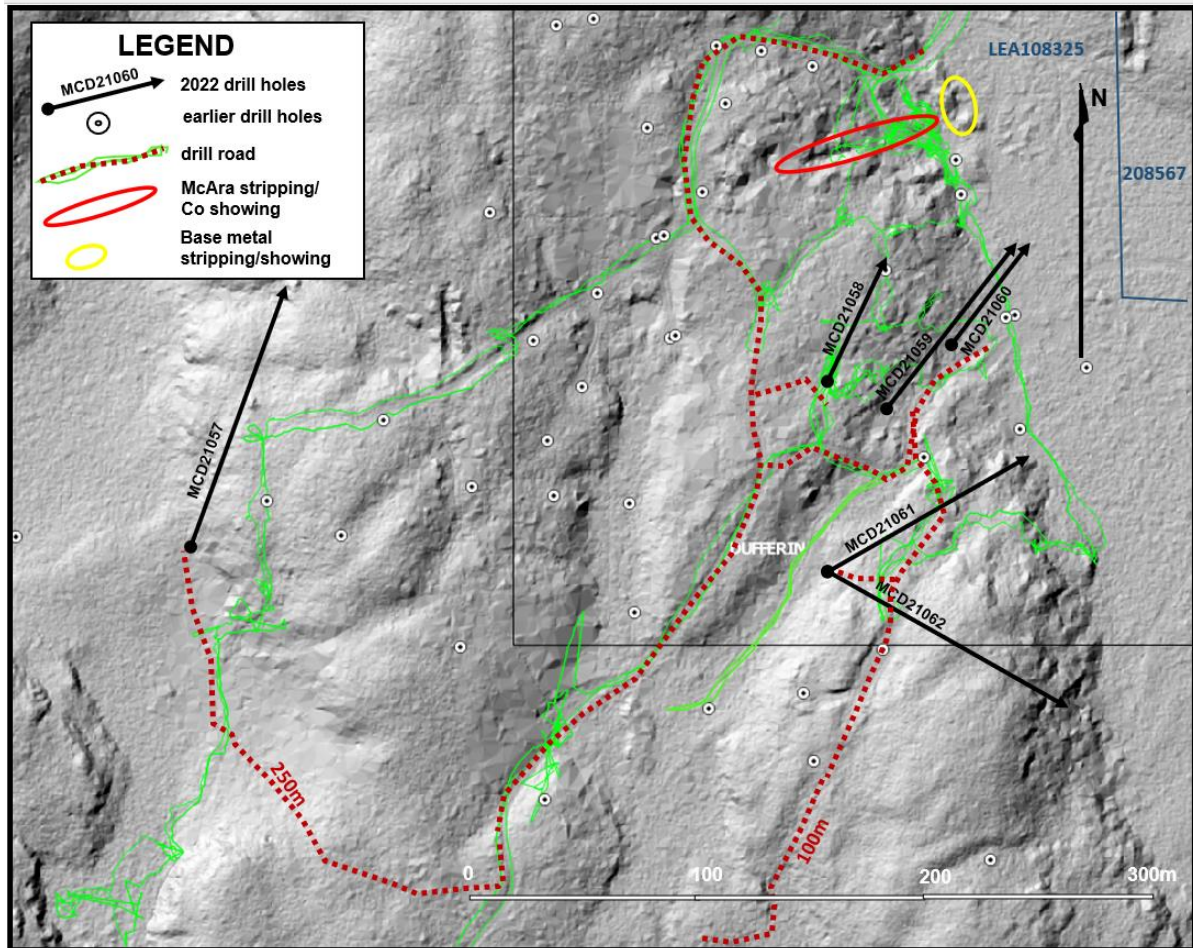 LEGEND
MCD21060
2022 drill holes
earlier drill holes
drill road
McAra stripping/
Co showing
Base metal
stripping/showing
LEA108325
N
208567
MCD21058
MCD21059
MCD21060
MCD21057
MCD21061
DUFFERIN
MCD21062
250m
100m
0
100
200
300m